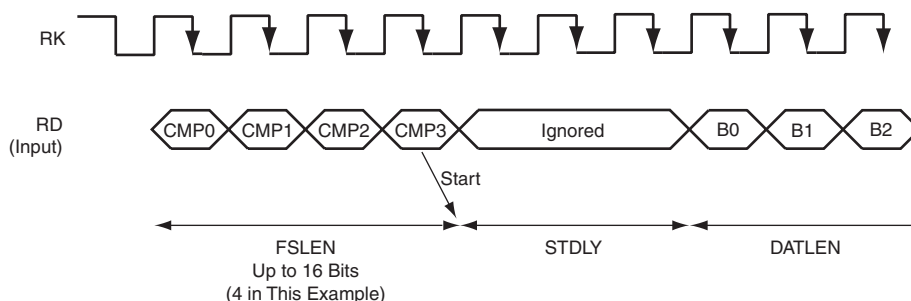 RK
RD
(Input)
CMP0 CMP1 CMP2 CMP3 Ignored B0 B1 B2
Start
FSLEN STDLY DATLEN
Up to 16 Bits
(4 in This Example)